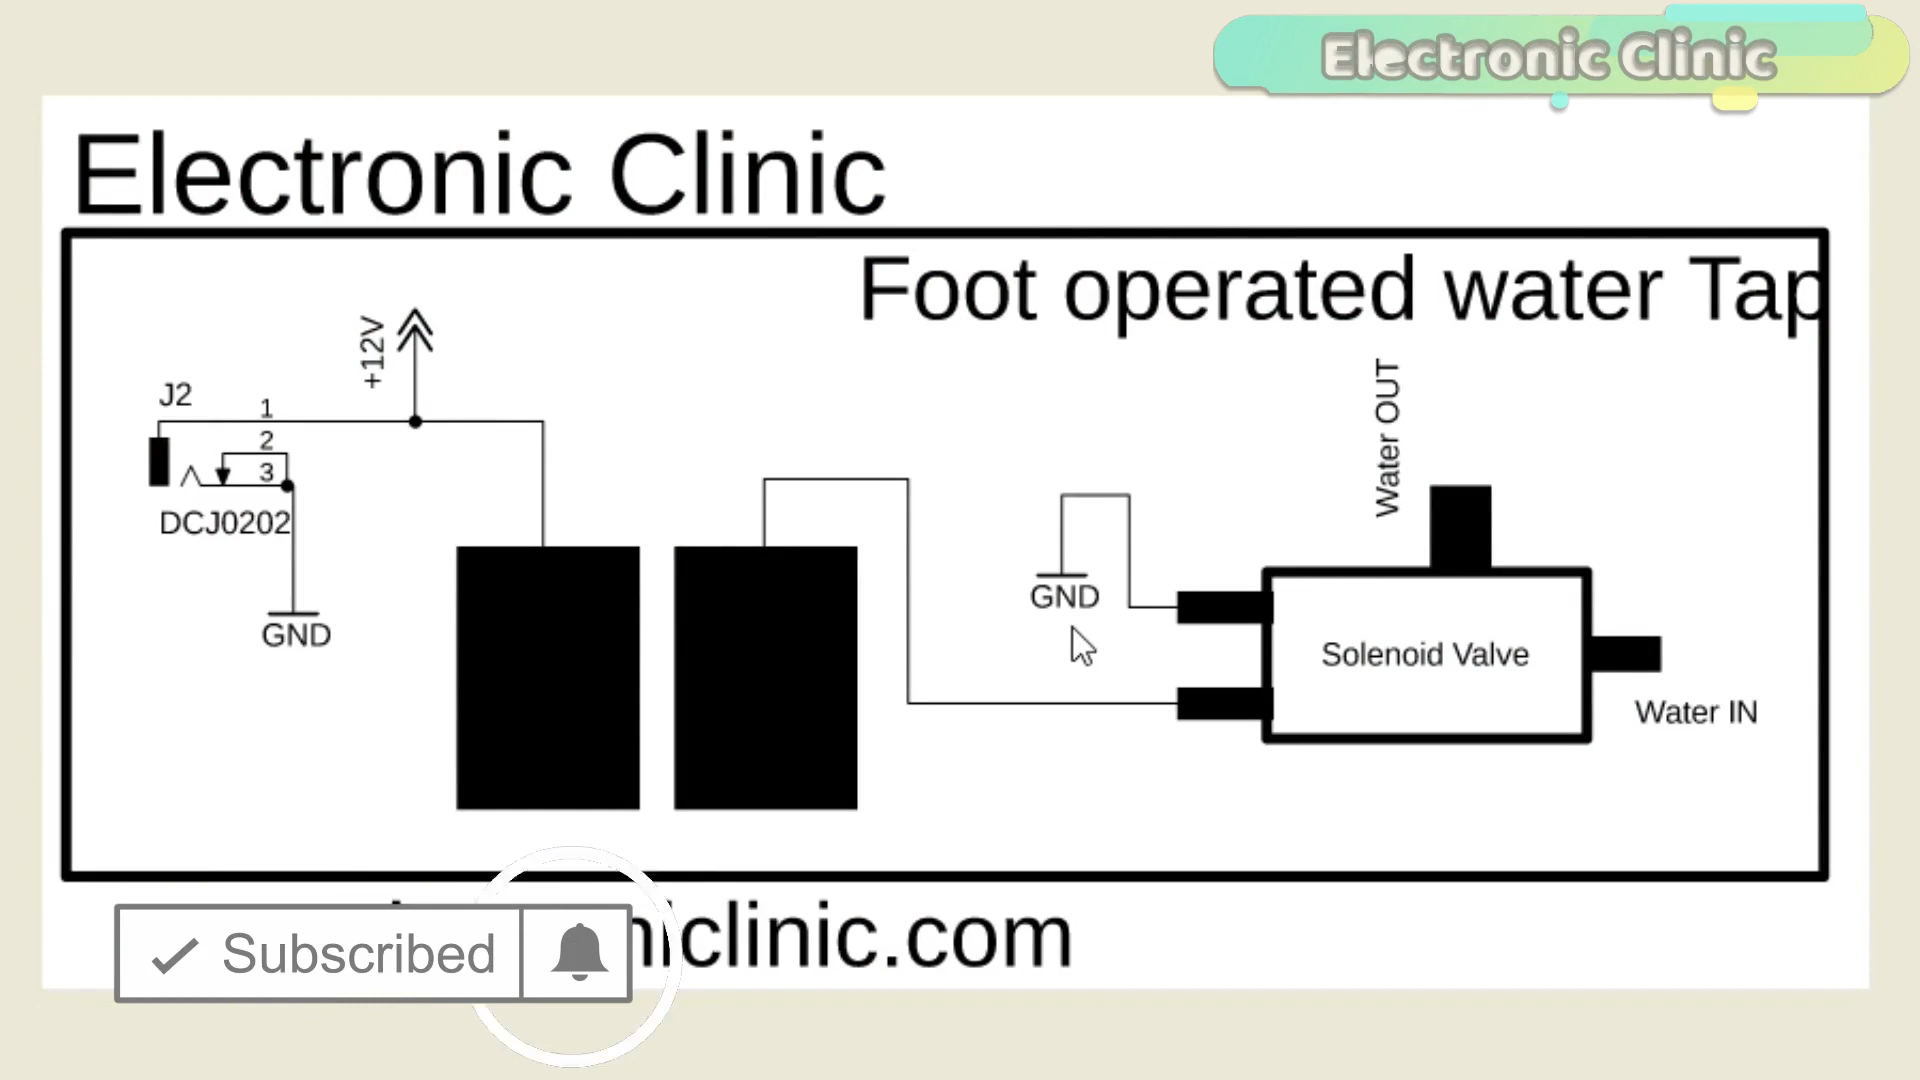 Electronic Clinic
Electronic Clinic
Foot operated water Tap
+12V
J2
1
2
3
DCJ0202
GND
GND
Water OUT
Solenoid Valve
Water IN
Subscribed
niclinic.com